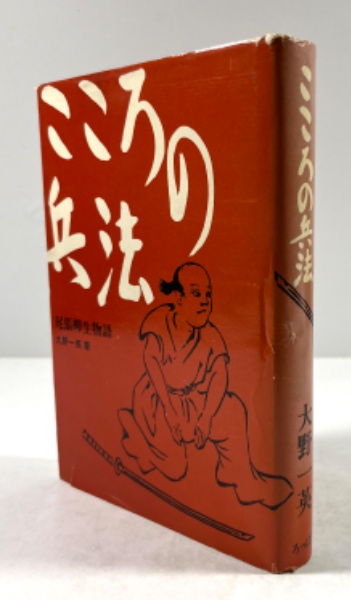 こころの
兵法
尾張柳生物語
大野一英 著
こころの兵法
大野一英